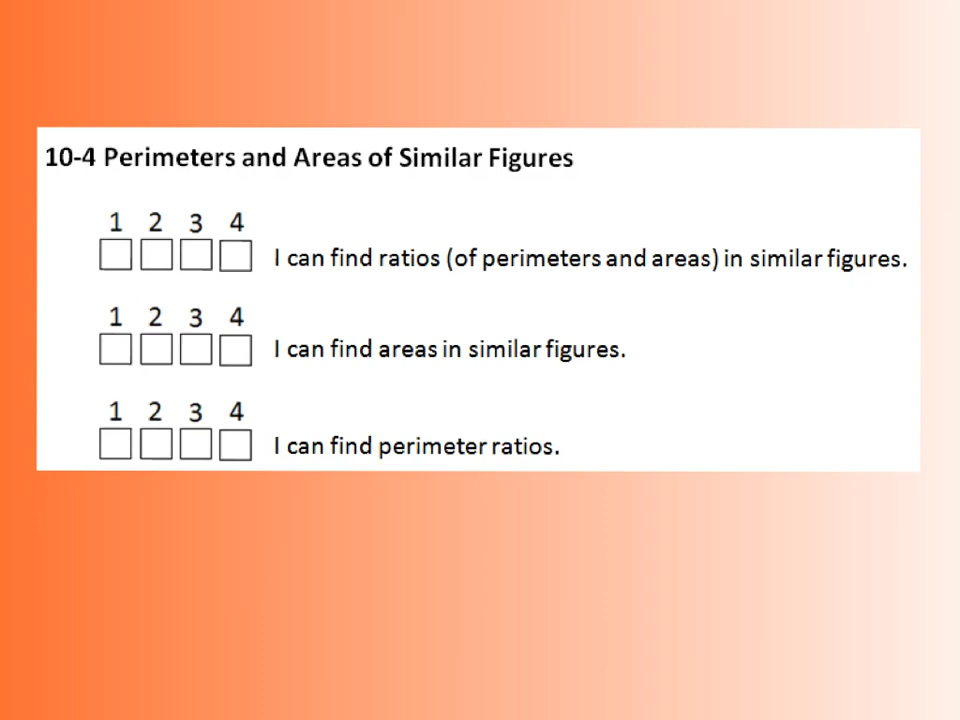 10-4 Perimeters and Areas of Similar Figures
1 2 3 4
I can find ratios (of perimeters and areas) in similar figures.
1 2 3 4
I can find areas in similar figures.
1 2 3 4
I can find perimeter ratios.